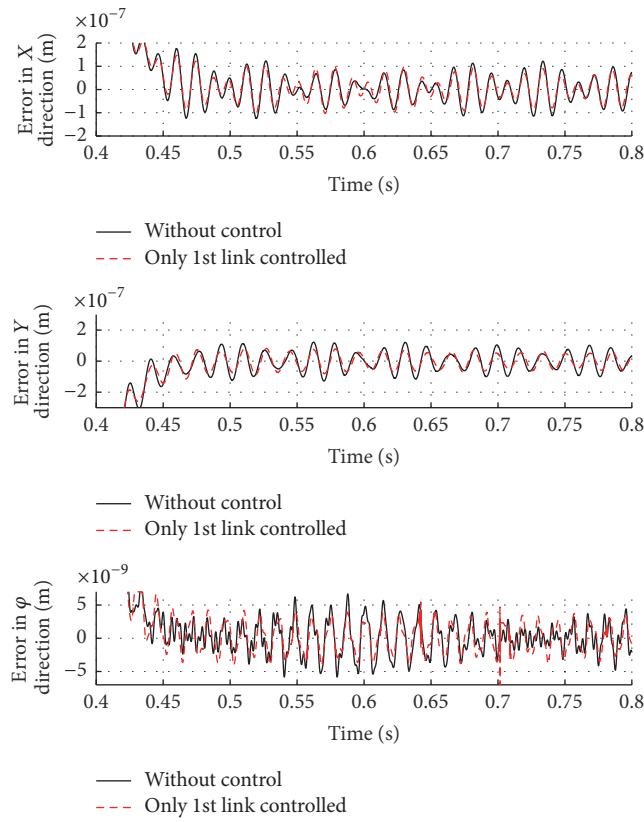 ×10⁻⁷
Error in X
direction (m)
2
1
0
−1
−2
0.4 0.45 0.5 0.55 0.6 0.65 0.7 0.75 0.8
Time (s)
Without control
Only 1st link controlled
×10⁻⁷
Error in Y
direction (m)
2
0
−2
0.4 0.45 0.5 0.55 0.6 0.65 0.7 0.75 0.8
Time (s)
Without control
Only 1st link controlled
×10⁻⁹
Error in φ
direction (m)
5
0
−5
0.4 0.45 0.5 0.55 0.6 0.65 0.7 0.75 0.8
Time (s)
Without control
Only 1st link controlled